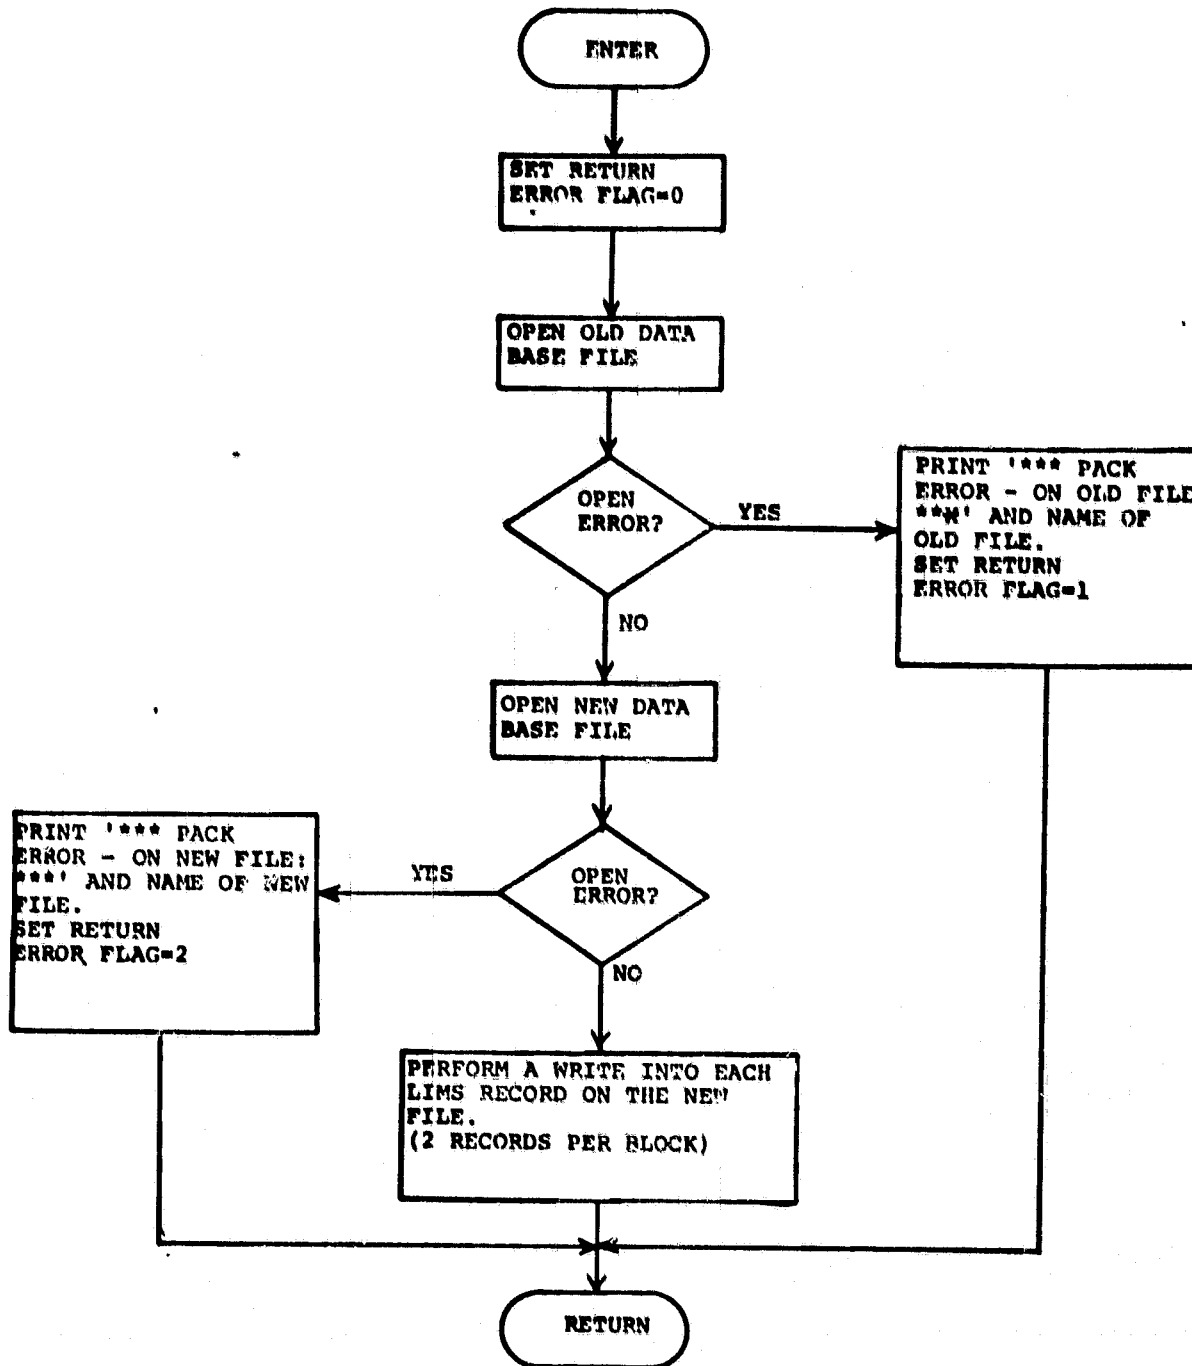 ENTER
SET RETURN
ERROR FLAG=0
OPEN OLD DATA
BASE FILE
OPEN
ERROR?
YES
PRINT '*** PACK
ERROR - ON OLD FILE
***' AND NAME OF
OLD FILE.
SET RETURN
ERROR FLAG=1
NO
OPEN NEW DATA
BASE FILE
OPEN
ERROR?
YES
PRINT '*** PACK
ERROR - ON NEW FILE:
***' AND NAME OF NEW
FILE.
SET RETURN
ERROR FLAG=2
NO
PERFORM A WRITE INTO EACH
LIMS RECORD ON THE NEW
FILE.
(2 RECORDS PER BLOCK)
RETURN